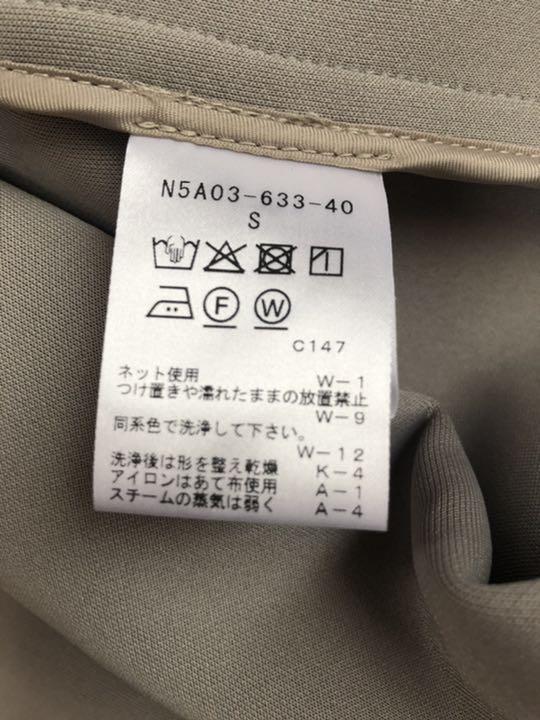 N5A03-633-40
S
F W
C147
ネット使用 W-1
つけ置きや濡れたままの放置禁止
W-9
同系色で洗浄して下さい。
W-12
洗浄後は形を整え乾燥 K-4
アイロンはあて布使用 A-1
スチームの蒸気は弱く A-4